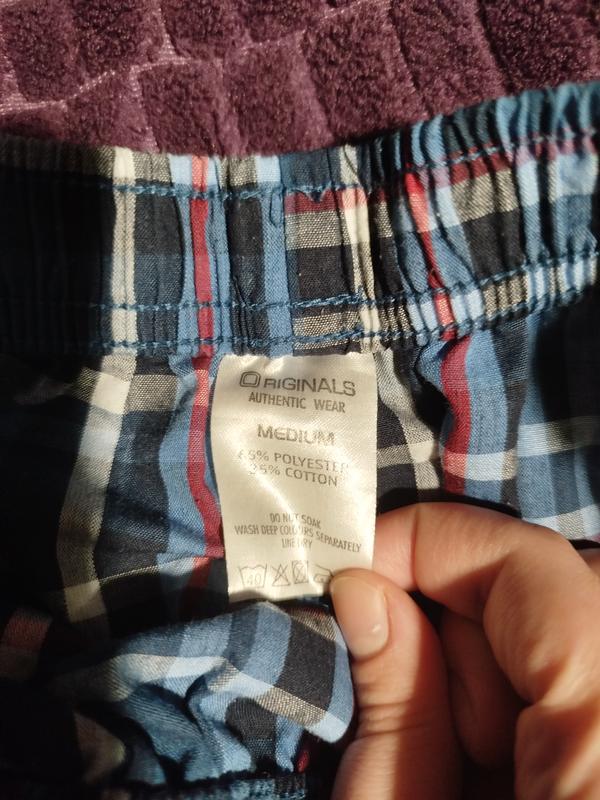 ORIGINALS
AUTHENTIC WEAR
MEDIUM
65% POLYESTER
35% COTTON
DO NOT SOAK
WASH DEEP COLOURS SEPARATELY
LINE DRY
40